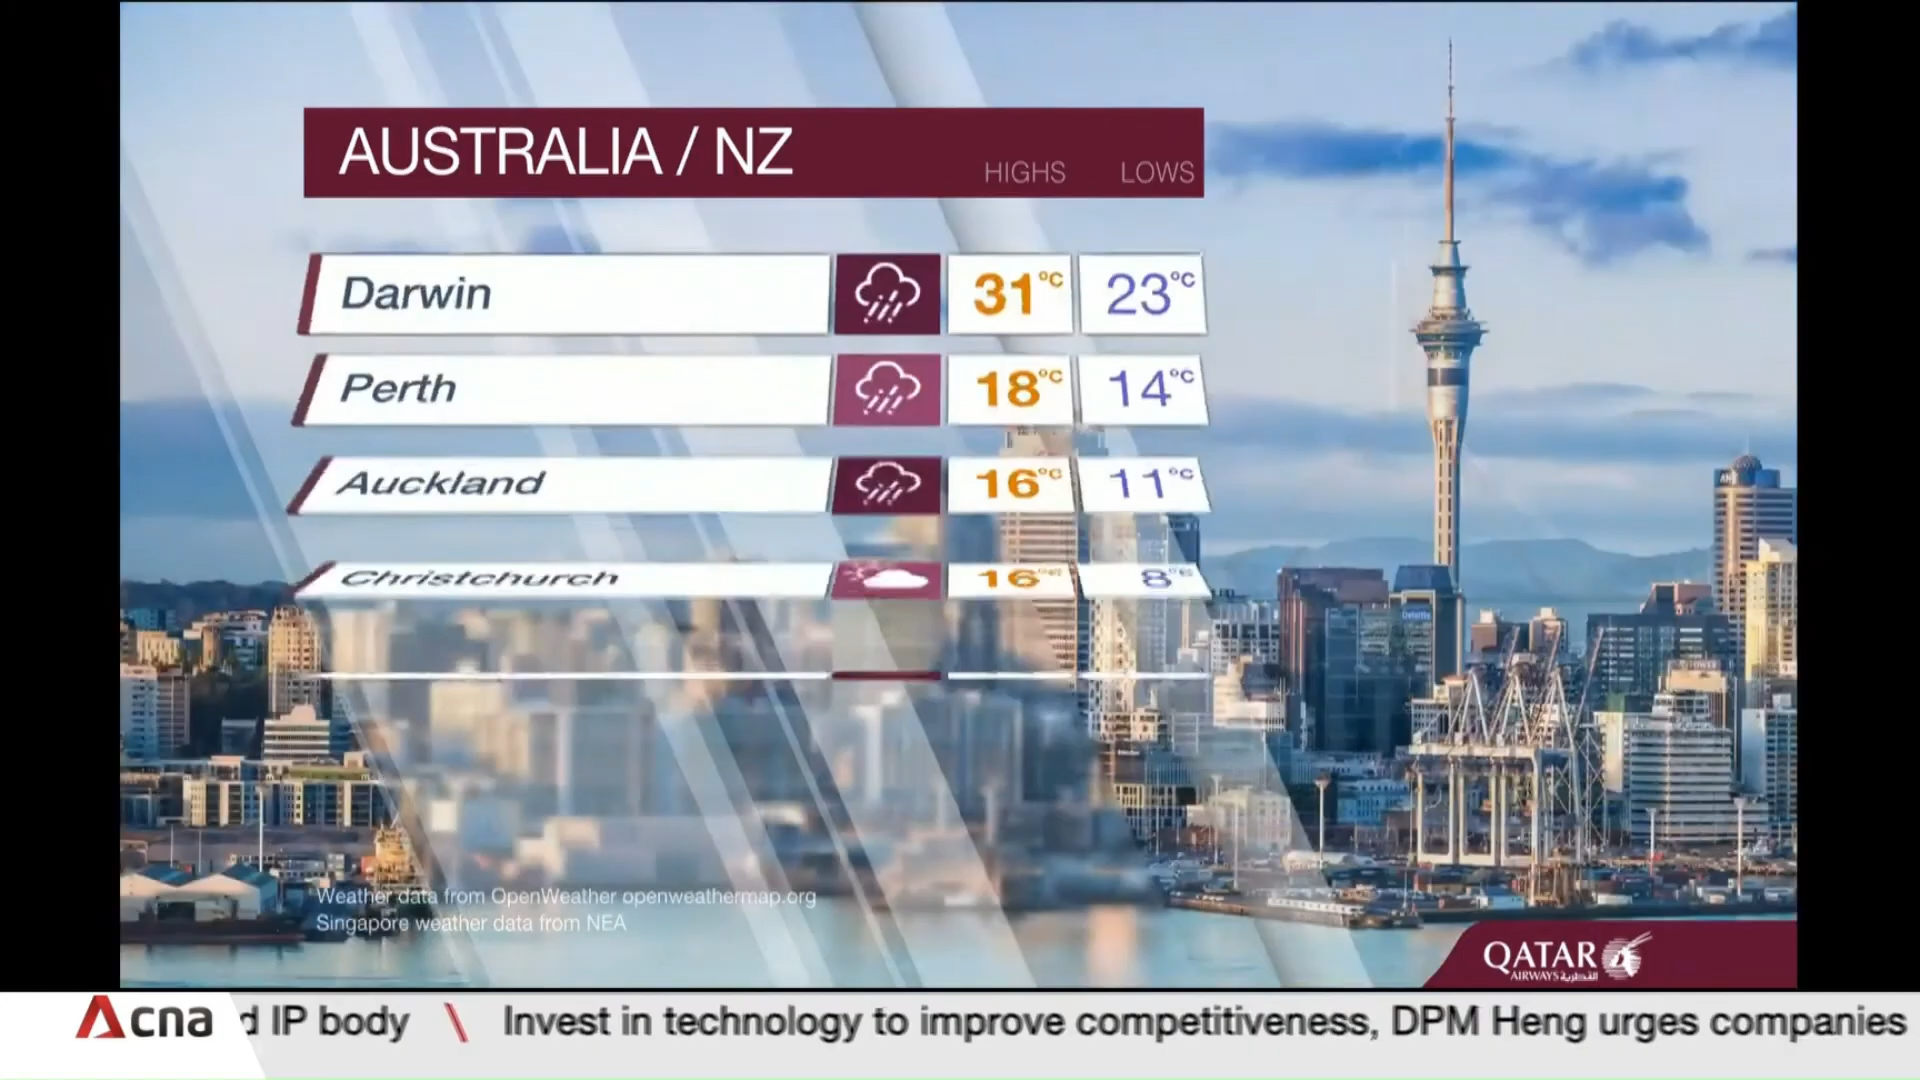 AUSTRALIA / NZ
HIGHS LOWS
Darwin 31°C 23°C
Perth 18°C 14°C
Auckland 16°C 11°C
Christchurch 16°C 8°C
Weather data from OpenWeather openweathermap.org
Singapore weather data from NEA
QATAR
AIRWAYS القطرية
cna
d IP body \ Invest in technology to improve competitiveness, DPM Heng urges companies